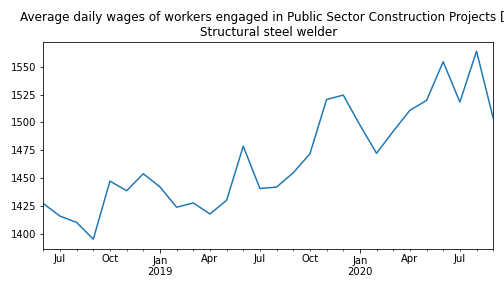 Average daily wages of workers engaged in Public Sector Construction Projects [
Structural steel welder
1550
1525
1500
1475
1450
1425
1400
Jul Oct Jan Apr Jul Oct Jan Apr Jul
2019 2020